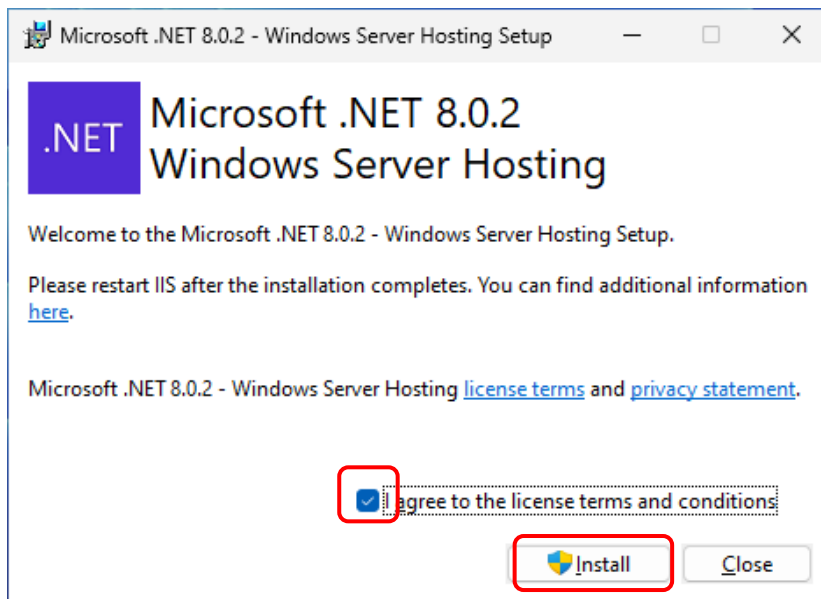 Microsoft .NET 8.0.2 - Windows Server Hosting Setup
.NET
Microsoft .NET 8.0.2
Windows Server Hosting
Welcome to the Microsoft .NET 8.0.2 - Windows Server Hosting Setup.
Please restart IIS after the installation completes. You can find additional information
here.
Microsoft .NET 8.0.2 - Windows Server Hosting license terms and privacy statement.
I agree to the license terms and conditions
Install
Close